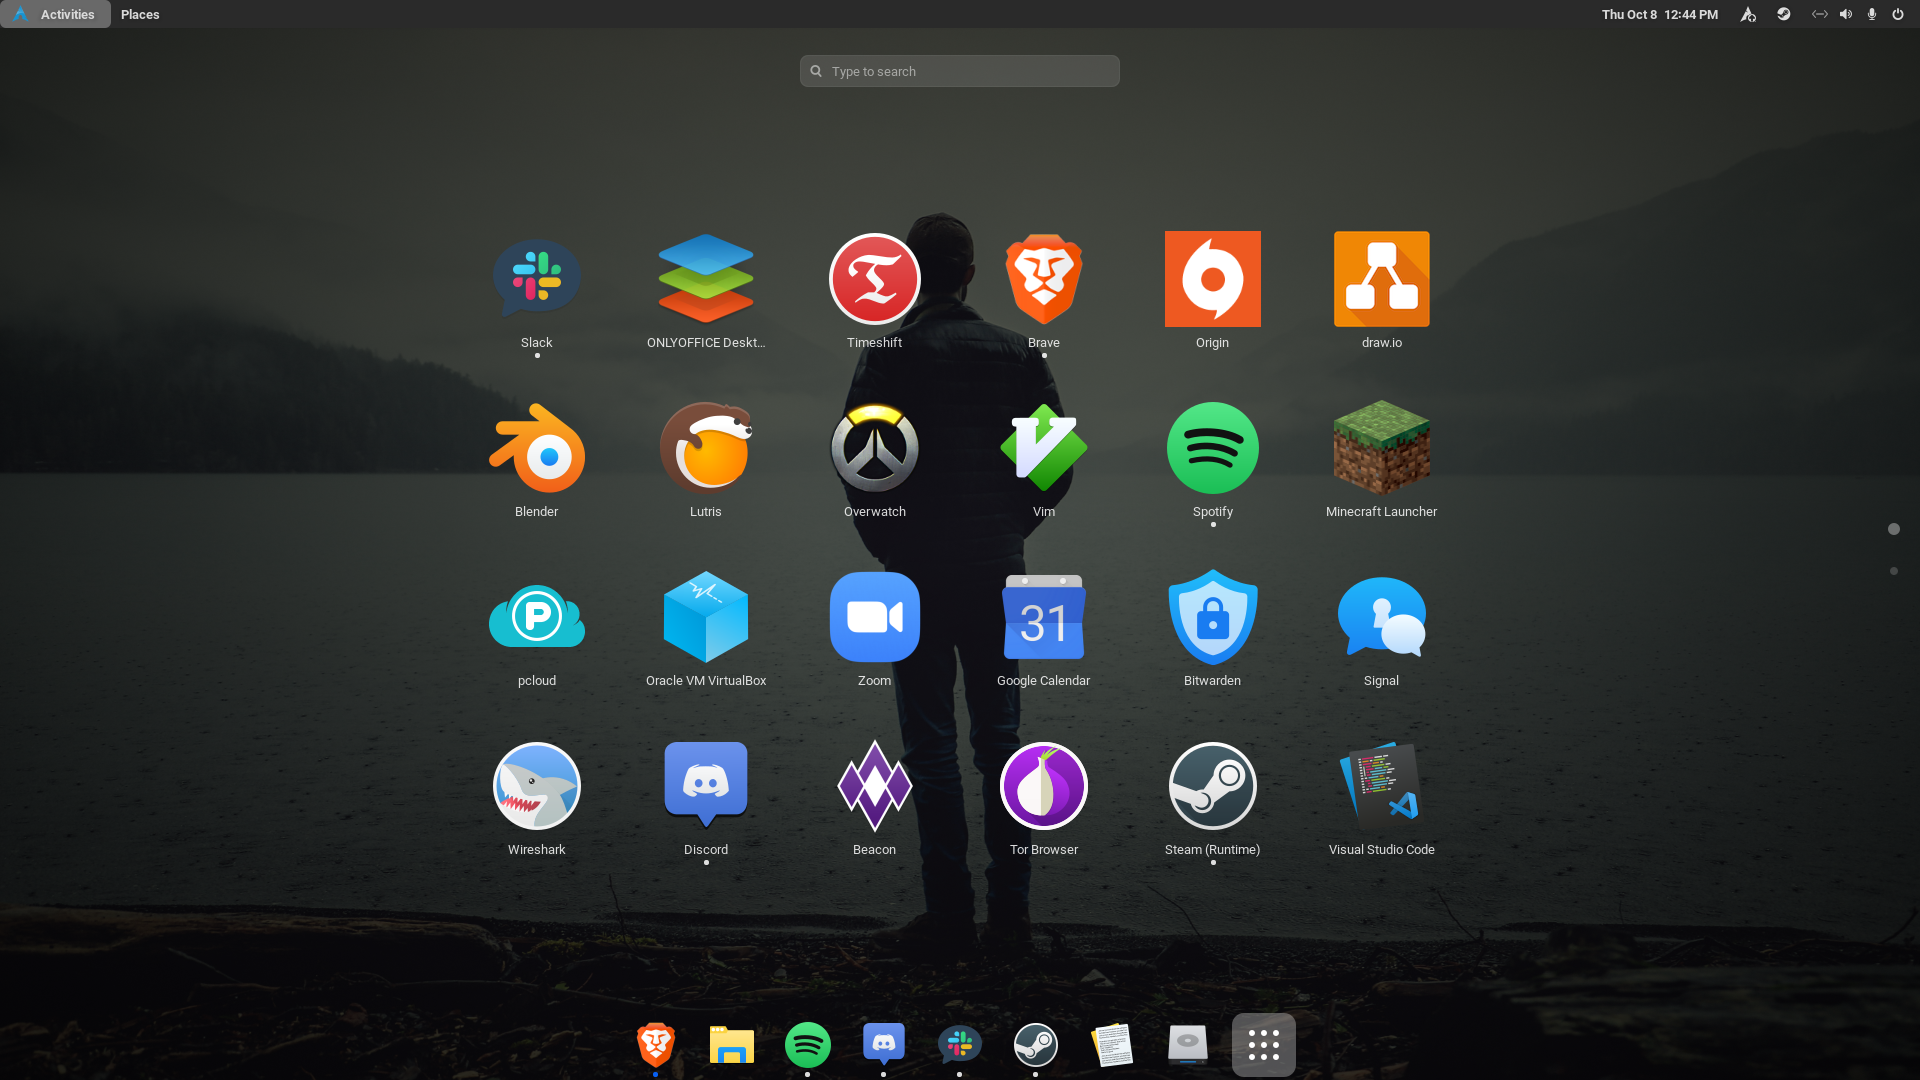 Activities
Places
Thu Oct 8 12:44 PM
Type to search
Slack
ONLYOFFICE Deskt...
Timeshift
Brave
Origin
draw.io
Blender
Lutris
Overwatch
Vim
Spotify
Minecraft Launcher
31
pcloud
Oracle VM VirtualBox
Zoom
Google Calendar
Bitwarden
Signal
Wireshark
Discord
Beacon
Tor Browser
Steam (Runtime)
Visual Studio Code